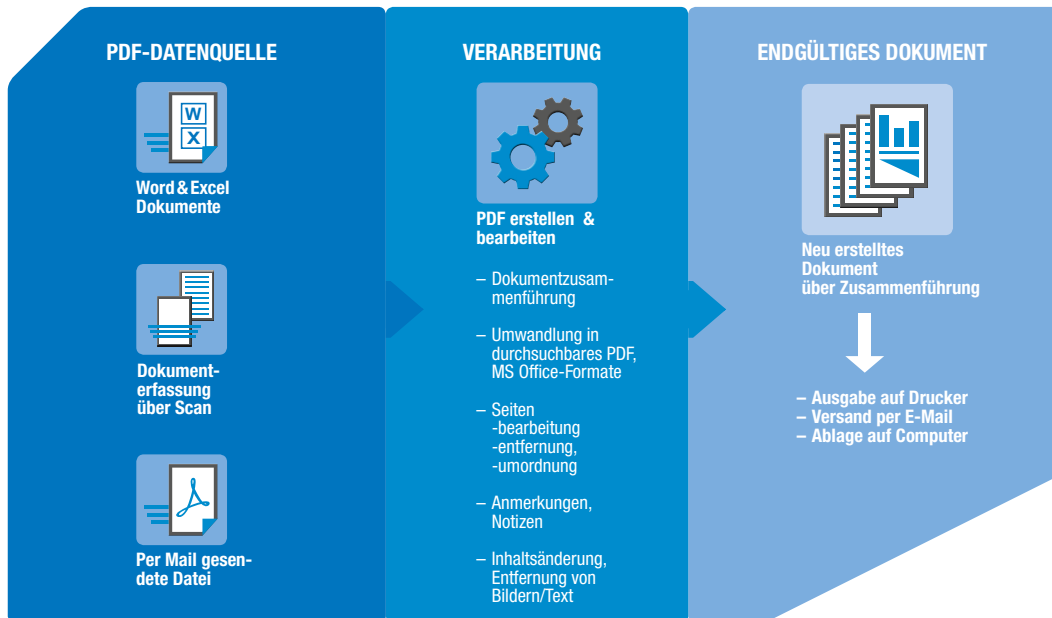 PDF-DATENQUELLE
W
X
Word & Excel
Dokumente
Dokument-
erfassung
über Scan
Per Mail gesen-
dete Datei
VERARBEITUNG
PDF erstellen &
bearbeiten
– Dokumentzusam-
menführung
– Umwandlung in
durchsuchbares PDF,
MS Office-Formate
– Seiten
-bearbeitung
-entfernung,
-umordnung
– Anmerkungen,
Notizen
– Inhaltsänderung,
Entfernung von
Bildern/Text
ENDGÜLTIGES DOKUMENT
Neu erstelltes
Dokument
über Zusammenführung
– Ausgabe auf Drucker
– Versand per E-Mail
– Ablage auf Computer